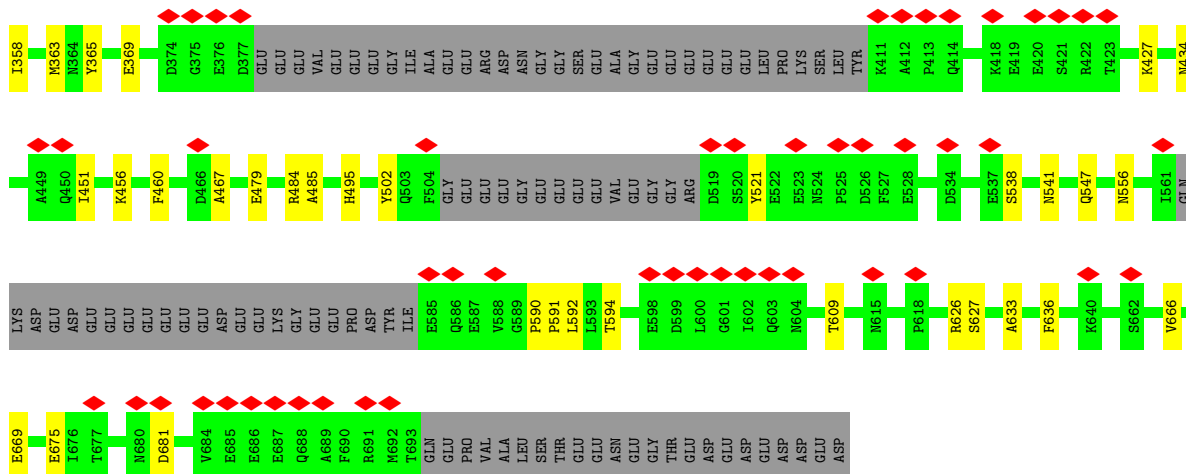 I358 M363 N364 Y365 E369 D374 G375 E376 D377 GLU GLU GLU VAL GLU GLU GLU GLY ILE ALA GLU GLU ARG ASP ASN GLY GLY SER GLU ALA GLY GLU GLU GLU GLU GLU GLU LEU PRO LYS SER LEU TYR K411 A412 P413 Q414 K418 E419 E420 S421 R422 T423 K427 N434
A449 Q450 I451 K456 F460 D466 A467 E479 R484 A485 H495 Y502 Q503 F504 GLY GLU GLU GLU GLU GLY GLU GLU GLU VAL GLU GLY GLY ARG D519 S520 Y521 E522 E523 N524 P525 D526 F527 E528 D534 E537 S538 N541 Q547 N556 I561 GLN
LYS ASP GLU ASP GLU GLU GLU GLU GLU GLU GLU ASP GLU GLU LYS GLY GLU GLU PRO ASP TYR ILE E585 Q586 E587 V588 G589 P590 P591 L592 L593 T594 E598 D599 L600 G601 I602 Q603 N604 T609 N615 P618 R626 S627 A633 F636 K640 S662 V666
E669 E675 I676 T677 N680 D681 V684 E685 E686 E687 Q688 A689 F690 R691 M692 T693 GLN GLU PRO VAL ALA LEU SER THR GLU GLU ASN GLU GLY THR GLU ASP GLU ASP GLU ASP ASP GLU ASP